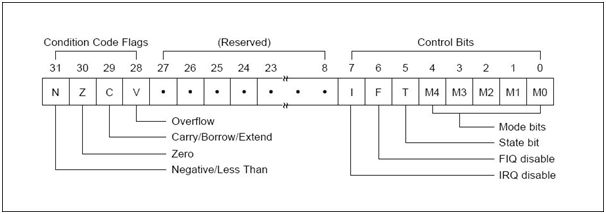 Condition Code Flags (Reserved) Control Bits
31 30 29 28 27 26 25 24 23 8 7 6 5 4 3 2 1 0
N Z C V • • • • • • • I F T M4 M3 M2 M1 M0
Overflow
Carry/Borrow/Extend
Zero
Negative/Less Than
Mode bits
State bit
FIQ disable
IRQ disable